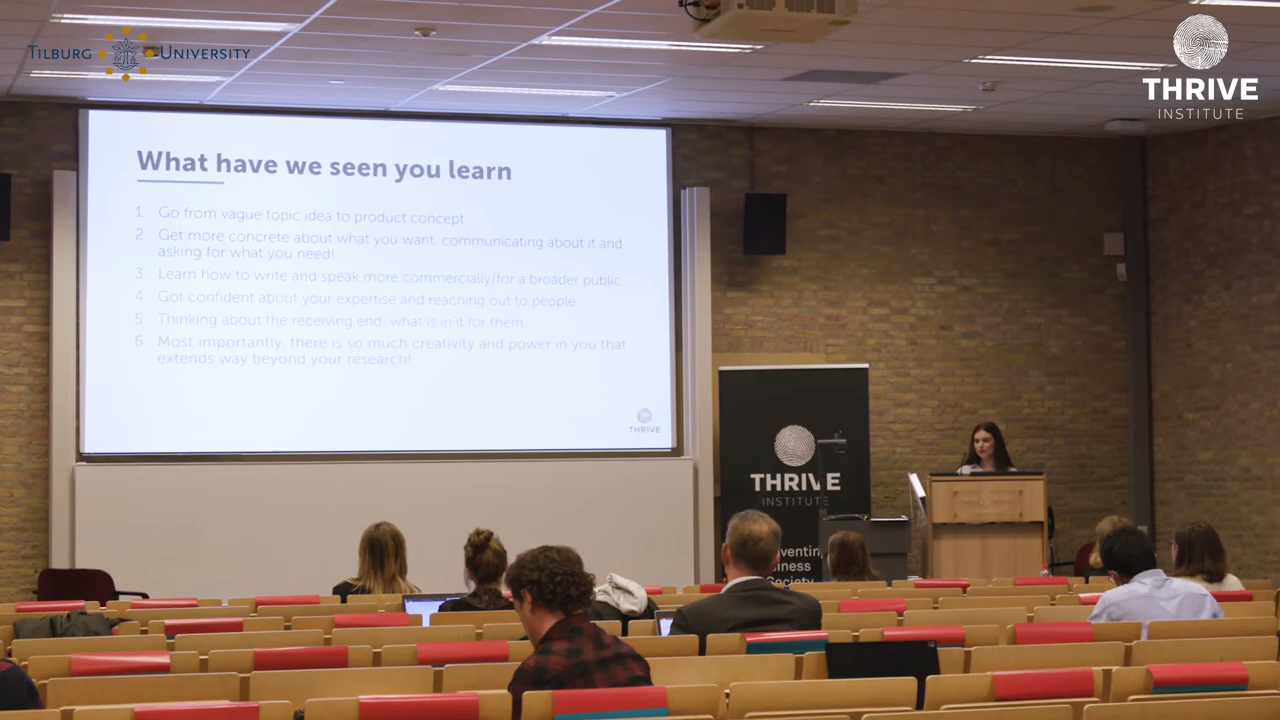 TILBURG UNIVERSITY
THRIVE
INSTITUTE
What have we seen you learn
1. Go from vague topic idea to product concept
2. Get more concrete about what you want, communicating about it and
asking for what you need!
3. Learn how to write and speak more commercially/for a broader public
4. Got confident about your expertise and reaching out to people
5. Thinking about the receiving end: what is in it for them
6. Most importantly, there is so much creativity and power in you that
extends way beyond your research!
THRIVE
THRIVE
INSTITUTE